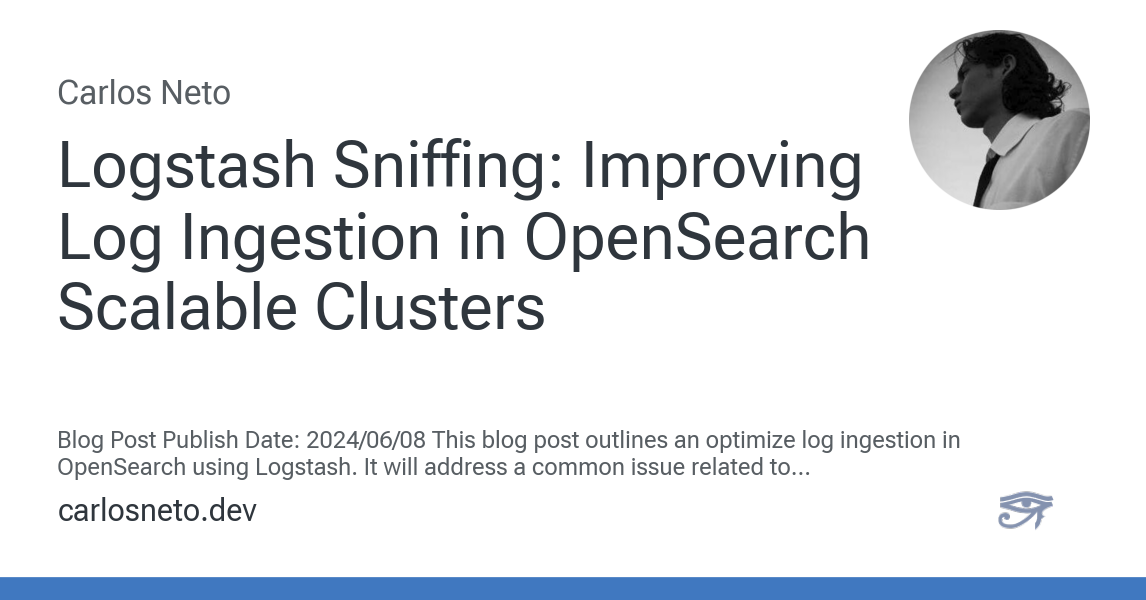 Carlos Neto
Logstash Sniffing: Improving
Log Ingestion in OpenSearch
Scalable Clusters
Blog Post Publish Date: 2024/06/08 This blog post outlines an optimize log ingestion in
OpenSearch using Logstash. It will address a common issue related to...
carlosneto.dev